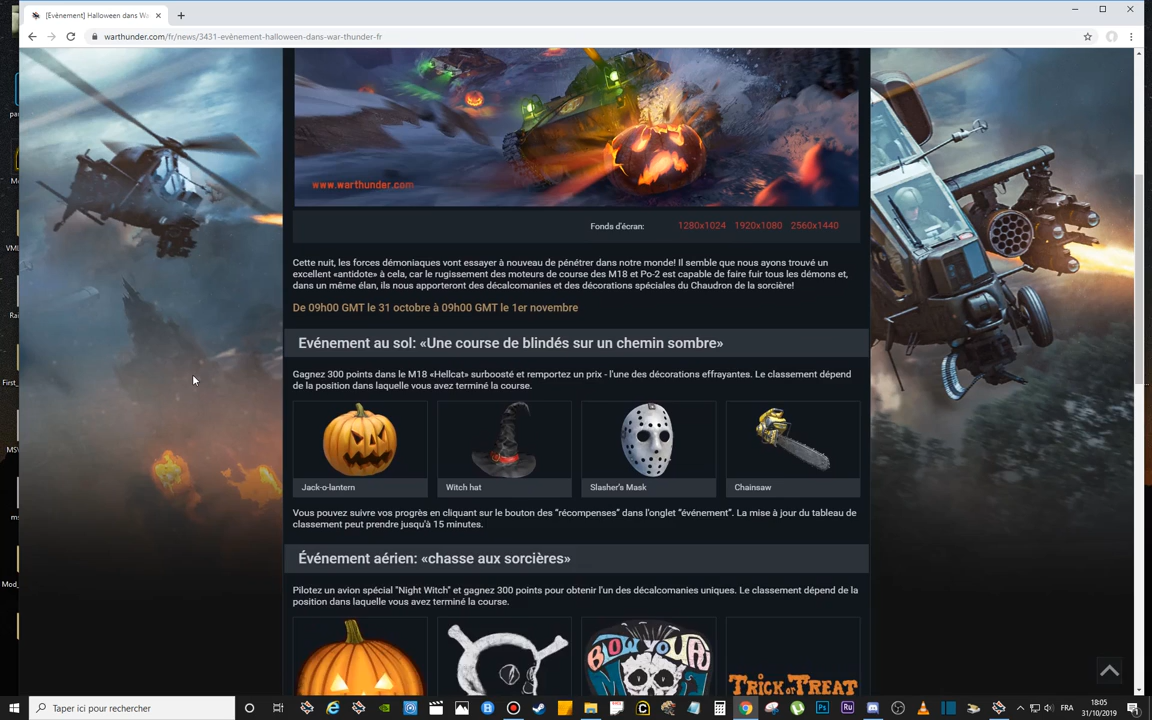 [Evènement] Halloween dans Wa
warthunder.com/fr/news/3431-evènement-halloween-dans-war-thunder-fr
www.warthunder.com
Fonds d'écran: 1280x1024 1920x1080 2560x1440
Cette nuit, les forces démoniaques vont essayer à nouveau de pénétrer dans notre monde! Il semble que nous ayons trouvé un
excellent «antidote» à cela, car le rugissement des moteurs de course des M18 et Po-2 est capable de faire fuir tous les démons et,
dans un même élan, ils nous apporteront des décalcomanies et des décorations spéciales du Chaudron de la sorcière!
De 09h00 GMT le 31 octobre à 09h00 GMT le 1er novembre
Evénement au sol: «Une course de blindés sur un chemin sombre»
Gagnez 300 points dans le M18 «Hellcat» surboosté et remportez un prix - l'une des décorations effrayantes. Le classement dépend
de la position dans laquelle vous avez terminé la course.
Jack-o-lantern
Witch hat
Slasher's Mask
Chainsaw
Vous pouvez suivre vos progrès en cliquant sur le bouton des “récompenses” dans l'onglet “événement”. La mise à jour du tableau de
classement peut prendre jusqu'à 15 minutes.
Événement aérien: «chasse aux sorcières»
Pilotez un avion spécial "Night Witch" et gagnez 300 points pour obtenir l'un des décalcomanies uniques. Le classement dépend de la
position dans laquelle vous avez terminé la course.
BLOW YOUR
TRICK or TREAT
Taper ici pour rechercher
FRA
18:05
31/10/2019